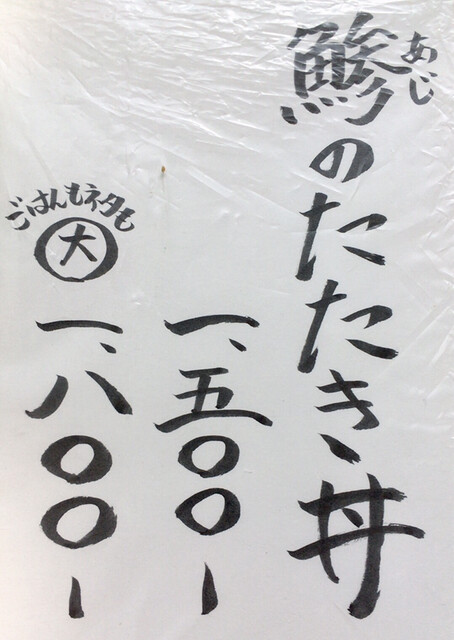 鯵のたたき丼
あじ
一、五〇〇ー
ごはんもネタも
大
一、八〇〇ー